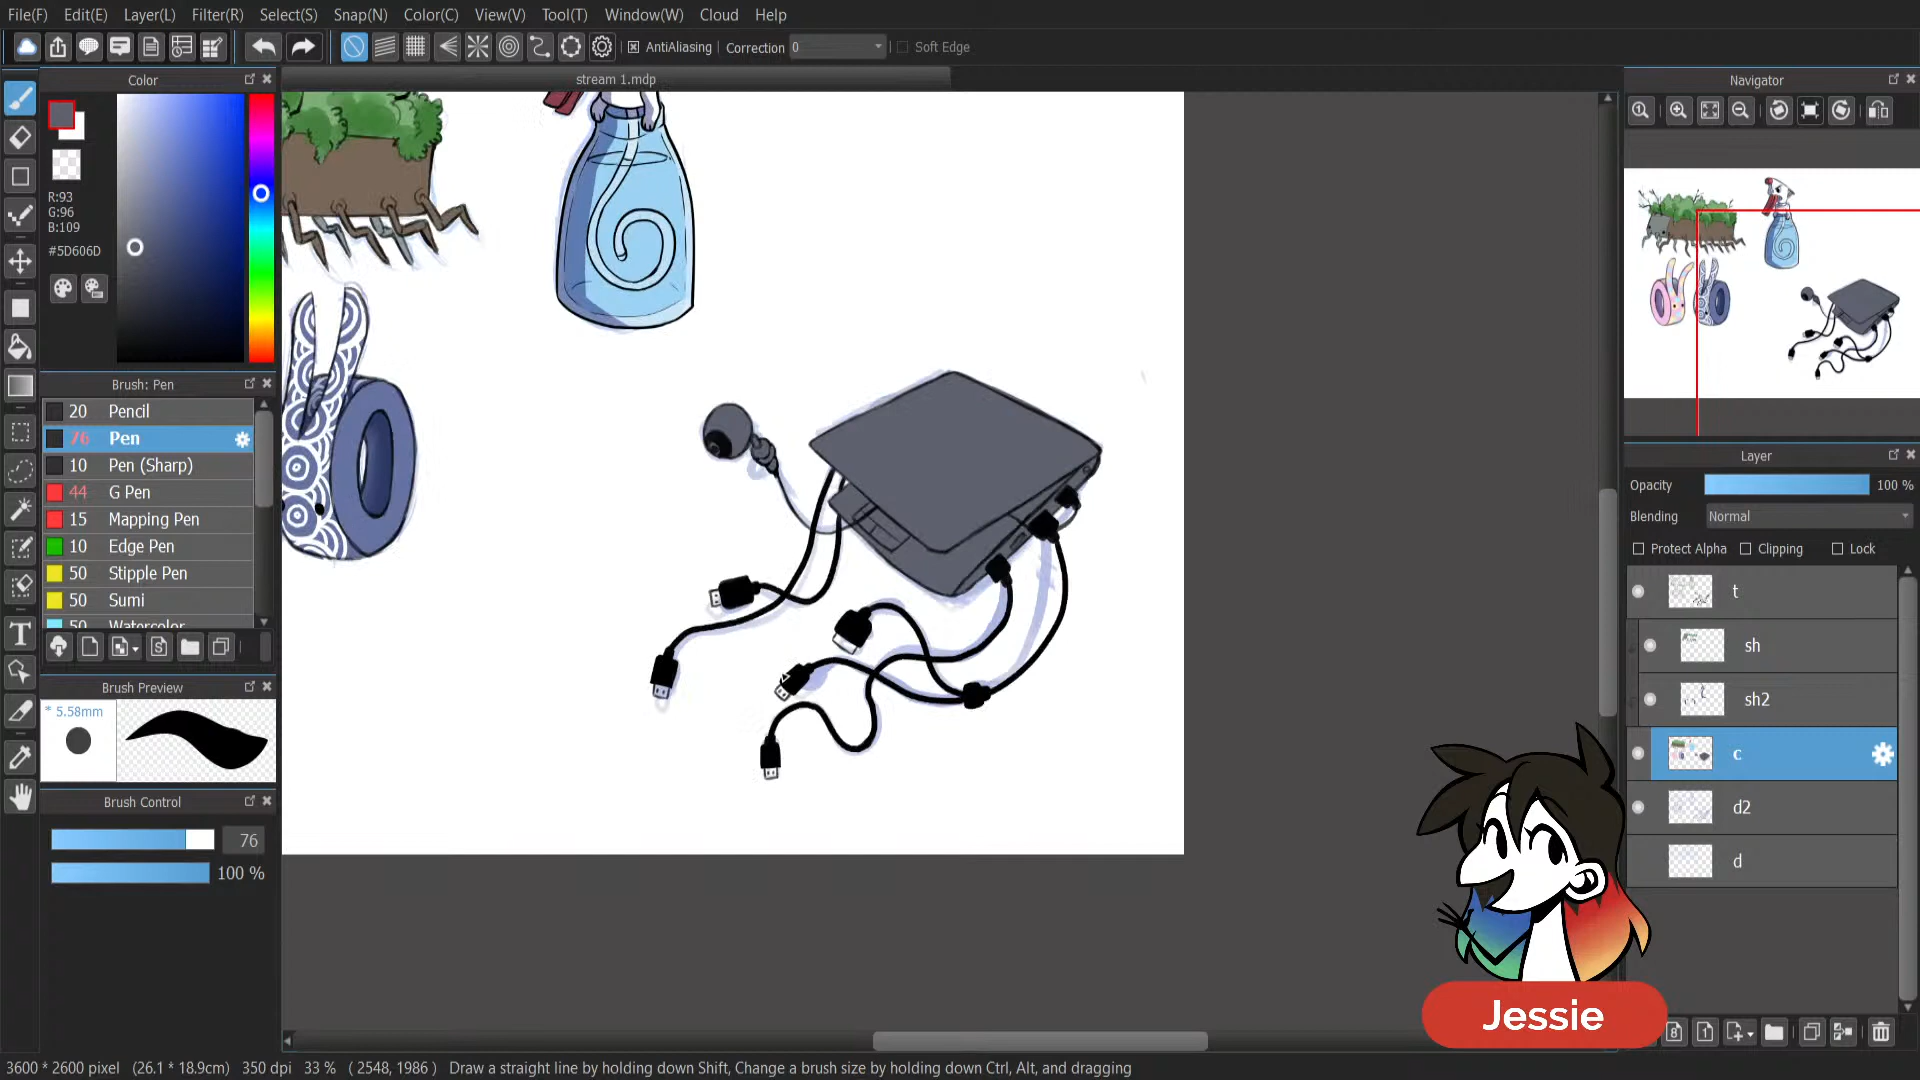 File(F) Edit(E) Layer(L) Filter(R) Select(S) Snap(N) Color(C) View(V) Tool(T) Window(W) Cloud Help
AntiAliasing Correction 0 Soft Edge
Color
stream 1.mdp
Navigator
R:93
G:96
B:109
#5D606D
Brush: Pen
20 Pencil
76 Pen
10 Pen (Sharp)
44 G Pen
15 Mapping Pen
10 Edge Pen
50 Stipple Pen
50 Sumi
50 Watercolor
Brush Preview
* 5.58mm
Brush Control
76
100 %
Layer
Opacity 100 %
Blending Normal
Protect Alpha Clipping Lock
t
sh
sh2
c
d2
d
Jessie
3600 * 2600 pixel (26.1 * 18.9cm) 350 dpi 33 % ( 2548, 1986 ) Draw a straight line by holding down Shift, Change a brush size by holding down Ctrl, Alt, and dragging